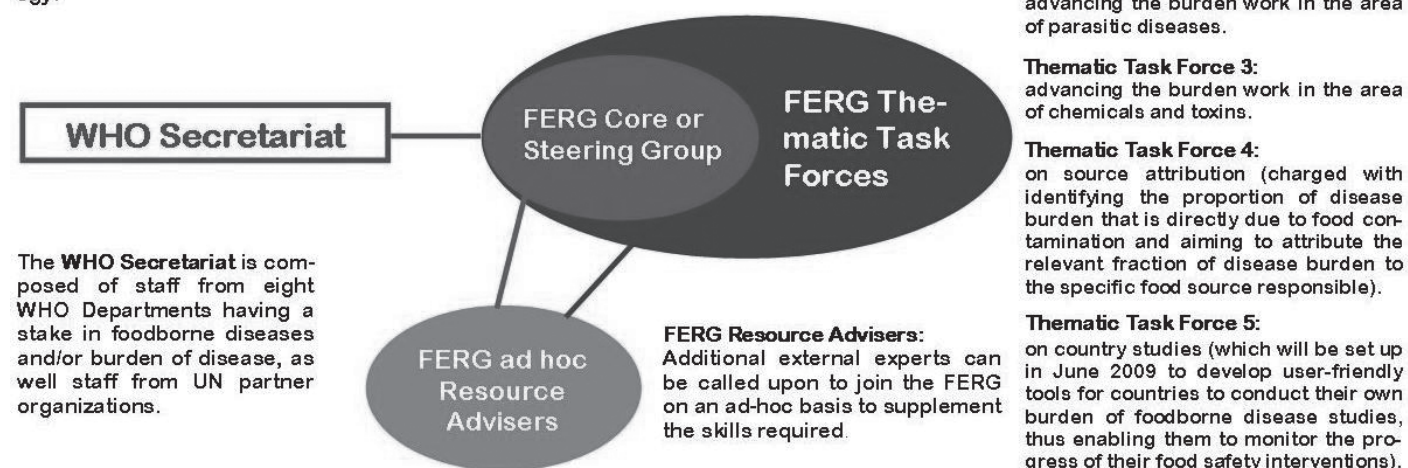 ogy.
WHO Secretariat
The WHO Secretariat is com-
posed of staff from eight
WHO Departments having a
stake in foodborne diseases
and/or burden of disease, as
well staff from UN partner
organizations.
FERG Core or
Steering Group
FERG The-
matic Task
Forces
FERG ad hoc
Resource
Advisers
FERG Resource Advisers:
Additional external experts can
be called upon to join the FERG
on an ad-hoc basis to supplement
the skills required.
advancing the burden work in the area
of parasitic diseases.
Thematic Task Force 3:
advancing the burden work in the area
of chemicals and toxins.
Thematic Task Force 4:
on source attribution (charged with
identifying the proportion of disease
burden that is directly due to food con-
tamination and aiming to attribute the
relevant fraction of disease burden to
the specific food source responsible).
Thematic Task Force 5:
on country studies (which will be set up
in June 2009 to develop user-friendly
tools for countries to conduct their own
burden of foodborne disease studies,
thus enabling them to monitor the pro-
gress of their food safety interventions).